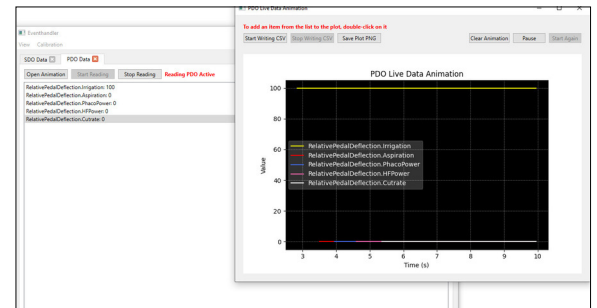 PDO Live Data Animation
To add an item from the list to the plot, double-click on it
Start Writing CSV Stop Writing CSV Save Plot PNG Clear Animation Pause Start Again
Eventhandler
View Calibration
SDO Data PDO Data
Open Animation Start Reading Stop Reading Reading PDO Active
RelativePedalDeflection.Irrigation: 100
RelativePedalDeflection.Aspiration: 0
RelativePedalDeflection.PhacoPower: 0
RelativePedalDeflection.HFPower: 0
RelativePedalDeflection.Cutrate: 0
PDO Live Data Animation
100
80
60
40
20
0
Value
RelativePedalDeflection.Irrigation
RelativePedalDeflection.Aspiration
RelativePedalDeflection.PhacoPower
RelativePedalDeflection.HFPower
RelativePedalDeflection.Cutrate
3 4 5 6 7 8 9 10
Time (s)